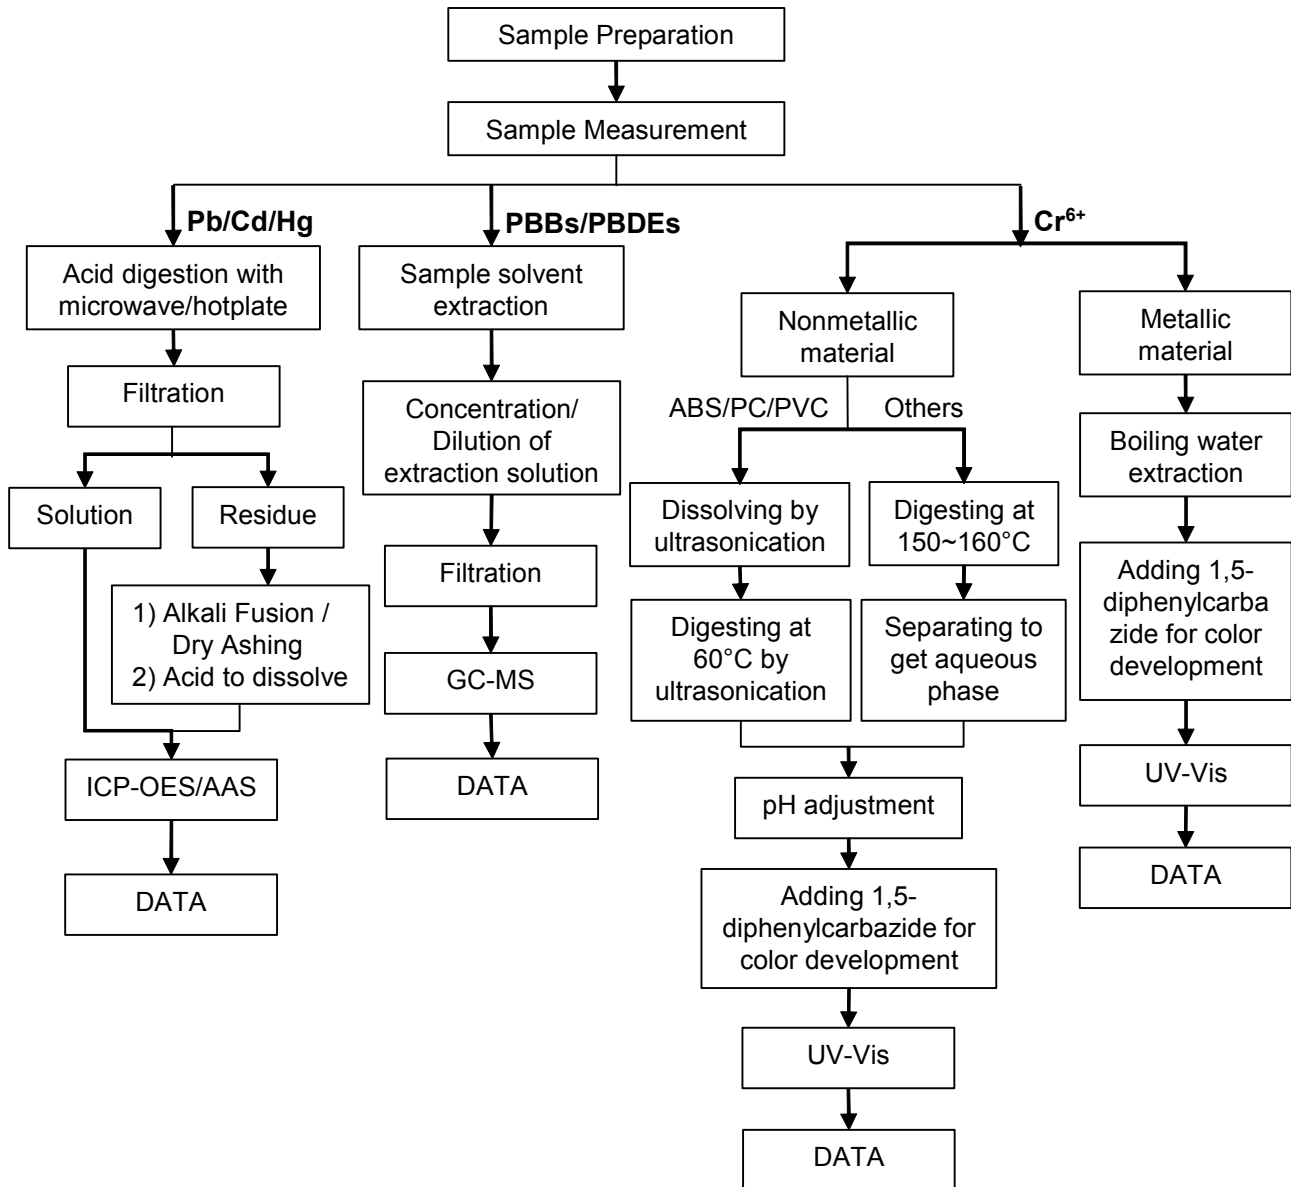 Sample Preparation
Sample Measurement
Pb/Cd/Hg
PBBs/PBDEs
Cr⁶⁺
Acid digestion with
microwave/hotplate
Filtration
Solution
Residue
1) Alkali Fusion /
Dry Ashing
2) Acid to dissolve
ICP-OES/AAS
DATA
Sample solvent
extraction
Concentration/
Dilution of
extraction solution
Filtration
GC-MS
DATA
Nonmetallic
material
ABS/PC/PVC
Others
Dissolving by
ultrasonication
Digesting at
60°C by
ultrasonication
Digesting at
150~160°C
Separating to
get aqueous
phase
pH adjustment
Adding 1,5-
diphenylcarbazide for
color development
UV-Vis
DATA
Metallic
material
Boiling water
extraction
Adding 1,5-
diphenylcarba
zide for color
development
UV-Vis
DATA